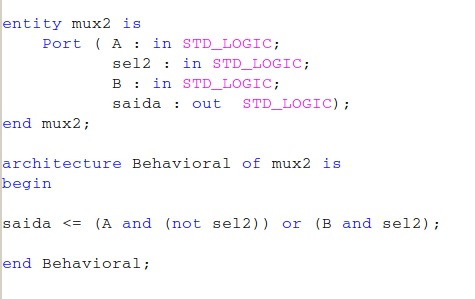 entity mux2 is
    Port ( A : in STD_LOGIC;
           sel2 : in STD_LOGIC;
           B : in STD_LOGIC;
           saida : out  STD_LOGIC);
end mux2;
architecture Behavioral of mux2 is
begin
saida <= (A and (not sel2)) or (B and sel2);
end Behavioral;